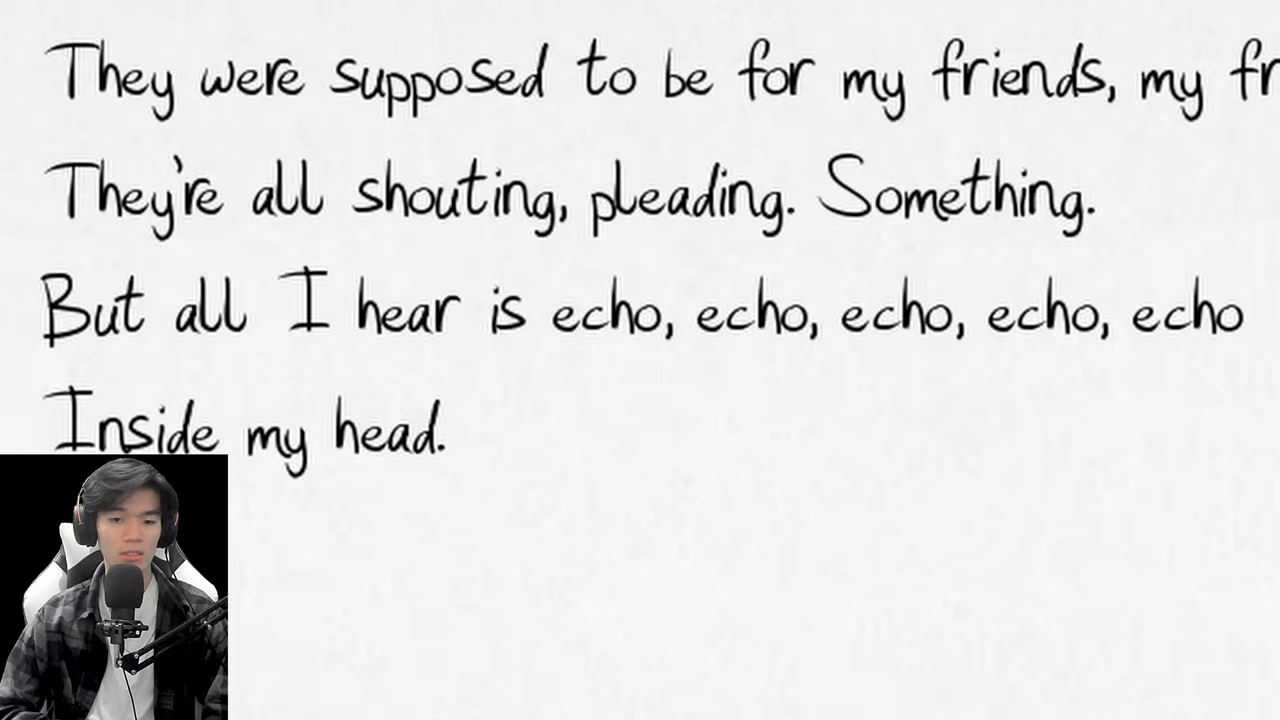 They were supposed to be for my friends, my fr
They're all shouting, pleading. Something.
But all I hear is echo, echo, echo, echo, echo
Inside my head.